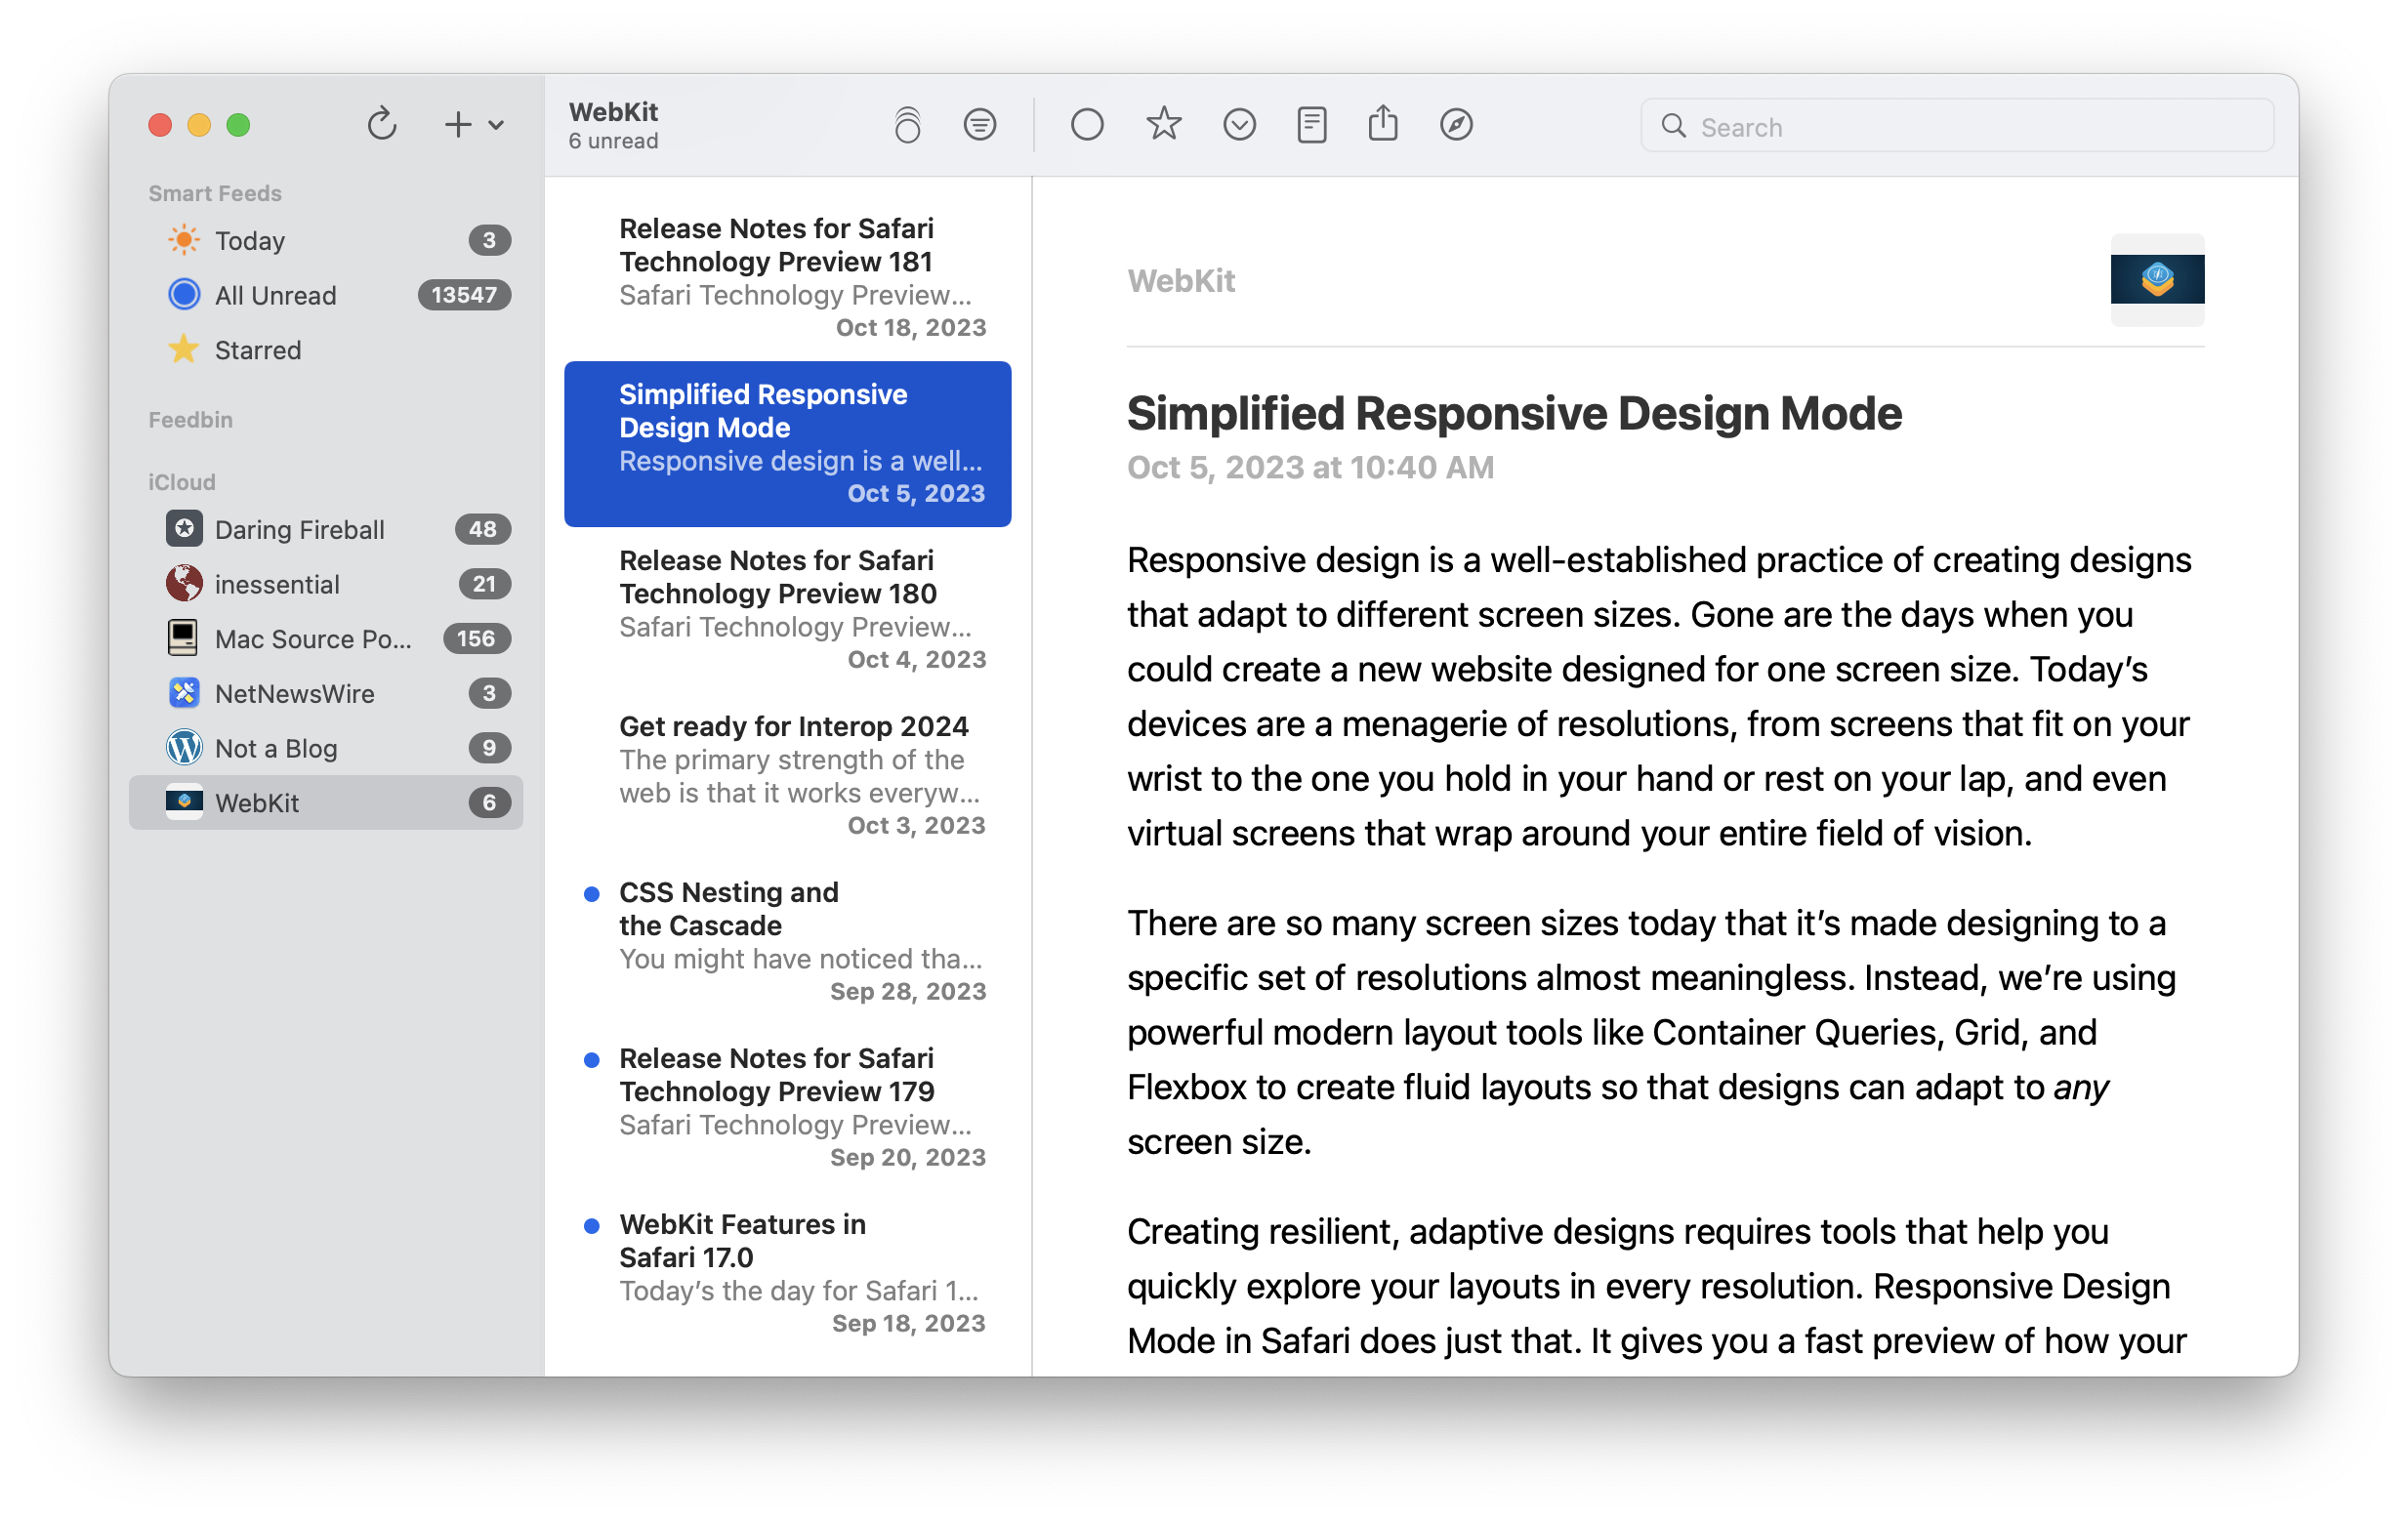 WebKit
6 unread
Search
Smart Feeds
Today 3
All Unread 13547
Starred
Feedbin
iCloud
Daring Fireball 48
inessential 21
Mac Source Po... 156
NetNewsWire 3
Not a Blog 9
WebKit 6
Release Notes for Safari
Technology Preview 181
Safari Technology Preview...
Oct 18, 2023
Simplified Responsive
Design Mode
Responsive design is a well...
Oct 5, 2023
Release Notes for Safari
Technology Preview 180
Safari Technology Preview...
Oct 4, 2023
Get ready for Interop 2024
The primary strength of the
web is that it works everyw...
Oct 3, 2023
CSS Nesting and
the Cascade
You might have noticed tha...
Sep 28, 2023
Release Notes for Safari
Technology Preview 179
Safari Technology Preview...
Sep 20, 2023
WebKit Features in
Safari 17.0
Today’s the day for Safari 1...
Sep 18, 2023
WebKit
Simplified Responsive Design Mode
Oct 5, 2023 at 10:40 AM
Responsive design is a well-established practice of creating designs
that adapt to different screen sizes. Gone are the days when you
could create a new website designed for one screen size. Today’s
devices are a menagerie of resolutions, from screens that fit on your
wrist to the one you hold in your hand or rest on your lap, and even
virtual screens that wrap around your entire field of vision.
There are so many screen sizes today that it’s made designing to a
specific set of resolutions almost meaningless. Instead, we’re using
powerful modern layout tools like Container Queries, Grid, and
Flexbox to create fluid layouts so that designs can adapt to any
screen size.
Creating resilient, adaptive designs requires tools that help you
quickly explore your layouts in every resolution. Responsive Design
Mode in Safari does just that. It gives you a fast preview of how your